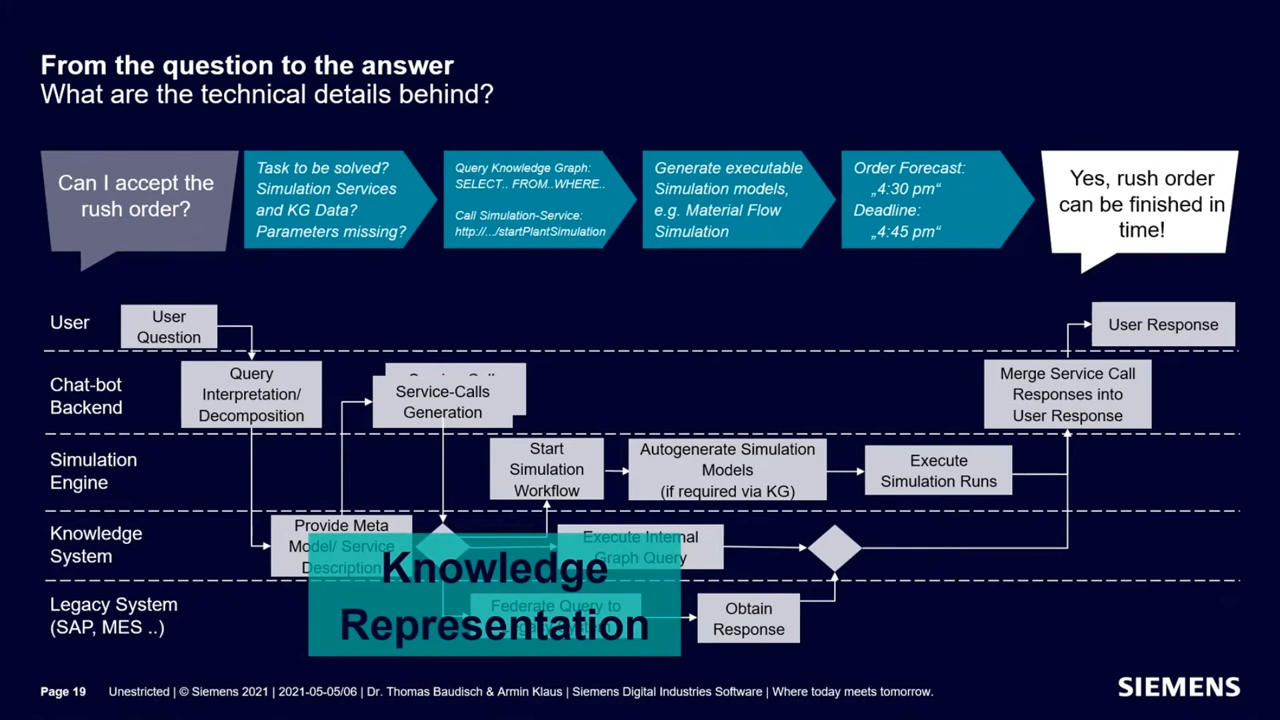 From the question to the answer
What are the technical details behind?
Can I accept the
rush order?
Task to be solved?
Simulation Services
and KG Data?
Parameters missing?
Query Knowledge Graph:
SELECT.. FROM..WHERE..
Call Simulation-Service:
http://.../startPlantSimulation
Generate executable
Simulation models,
e.g. Material Flow
Simulation
Order Forecast:
„4:30 pm“
Deadline:
„4:45 pm“
Yes, rush order
can be finished in
time!
User
User
Question
User Response
Chat-bot
Backend
Query
Interpretation/
Decomposition
Service-Calls
Generation
Merge Service Call
Responses into
User Response
Simulation
Engine
Start
Simulation
Workflow
Autogenerate Simulation
Models
(if required via KG)
Execute
Simulation Runs
Knowledge
System
Provide Meta
Model/ Service
Description
Execute Internal
Graph Query
Knowledge
Representation
Legacy System
(SAP, MES ..)
Federate Query to
Obtain
Response
Page 19 Unestricted | © Siemens 2021 | 2021-05-05/06 | Dr. Thomas Baudisch & Armin Klaus | Siemens Digital Industries Software | Where today meets tomorrow.
SIEMENS